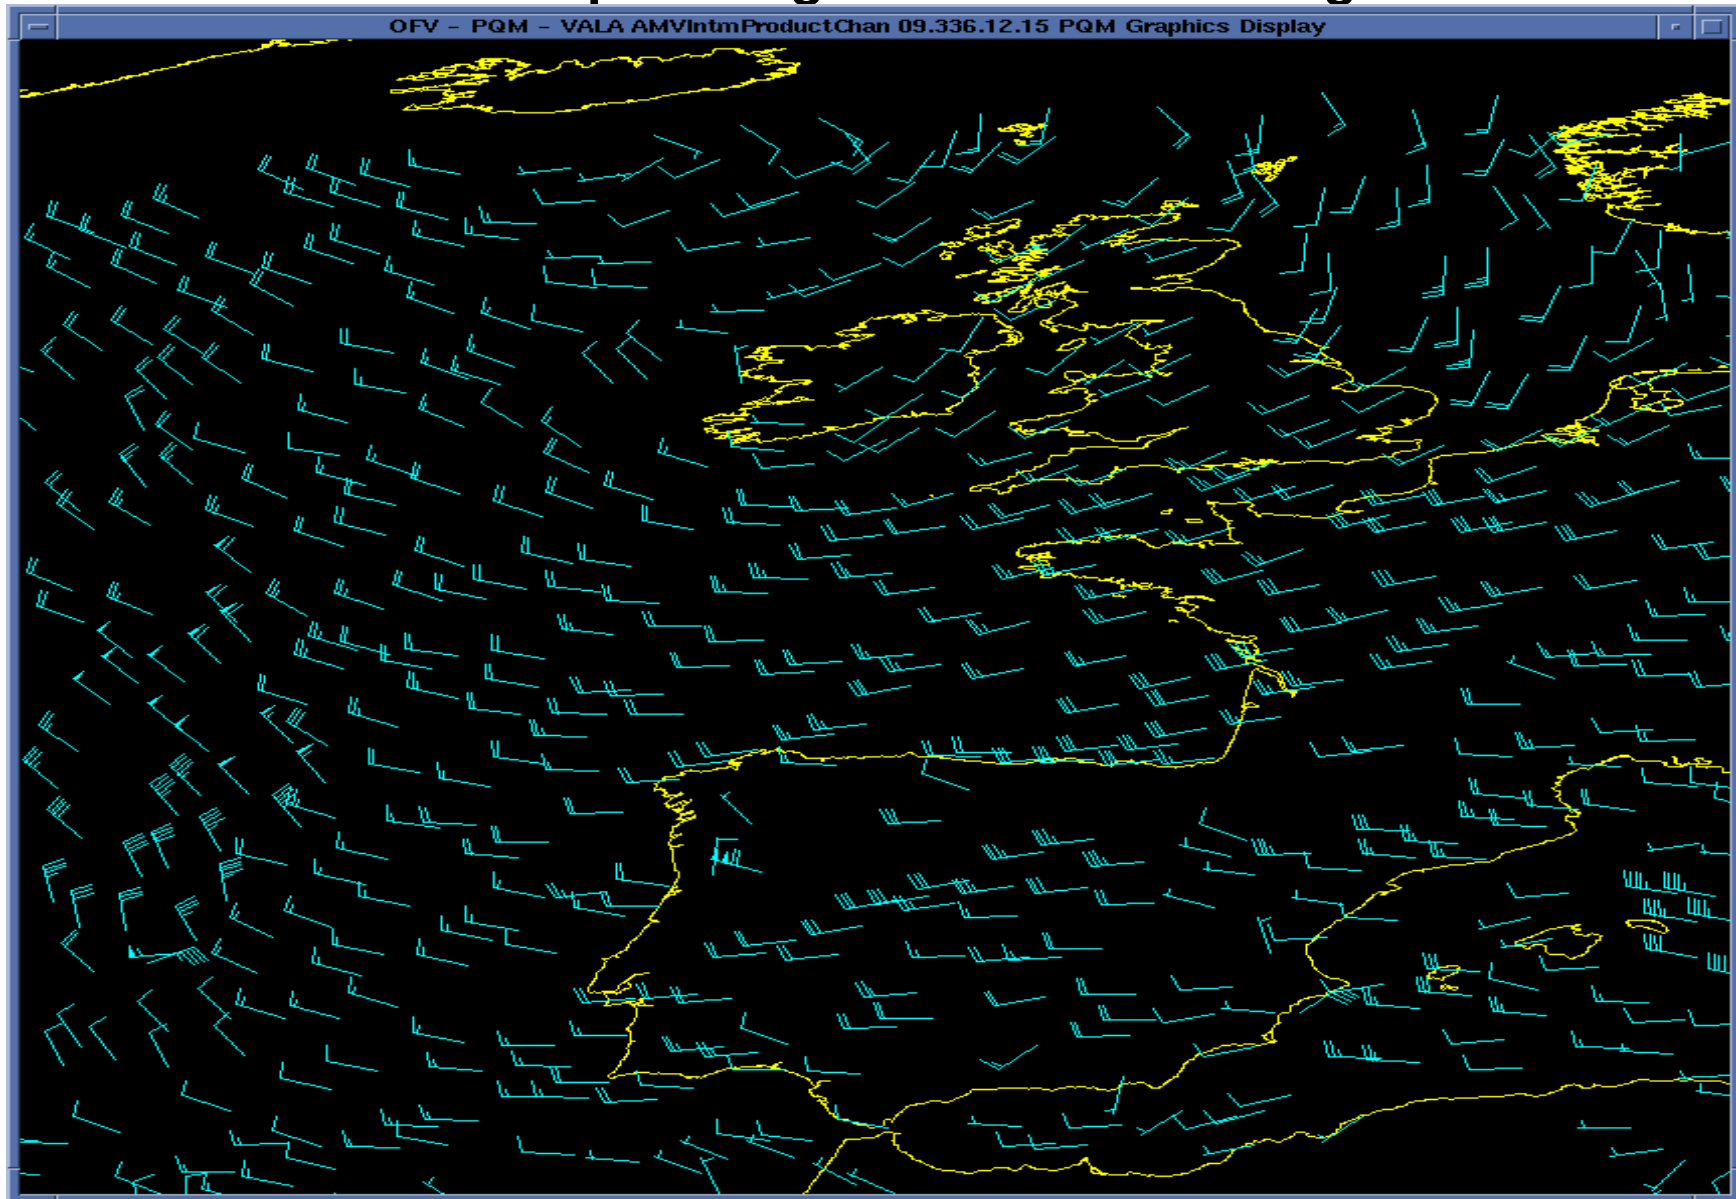 OFV - PQM - VALA AMVIntmProductChan 09.336.12.15 PQM Graphics Display